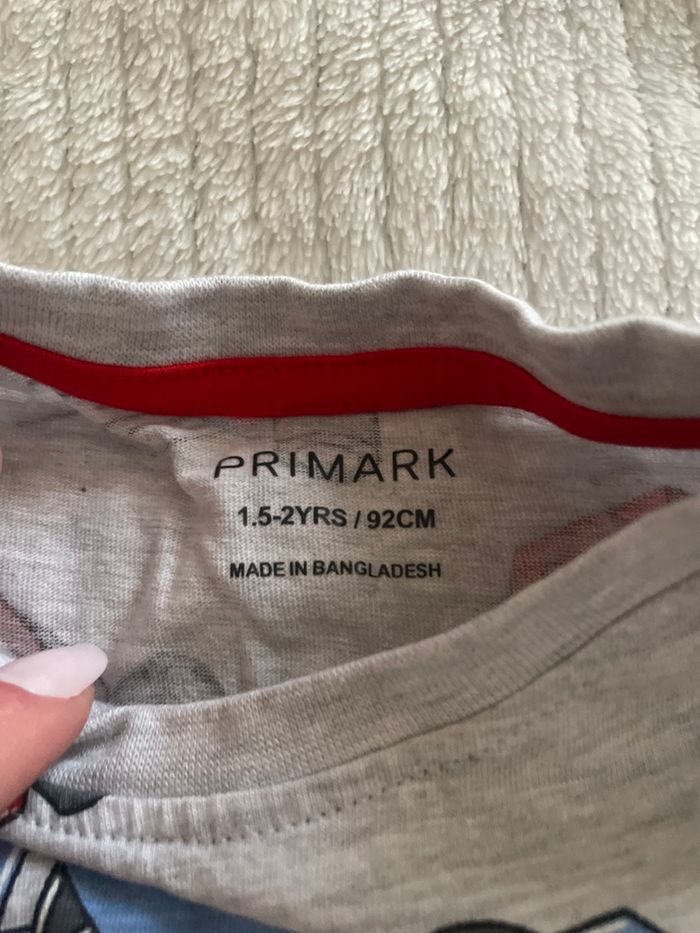 PRIMARK
1.5-2YRS / 92CM
MADE IN BANGLADESH